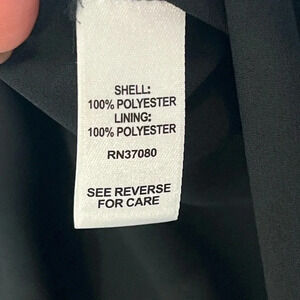 SHELL:
100% POLYESTER
LINING:
100% POLYESTER
RN37080
SEE REVERSE
FOR CARE